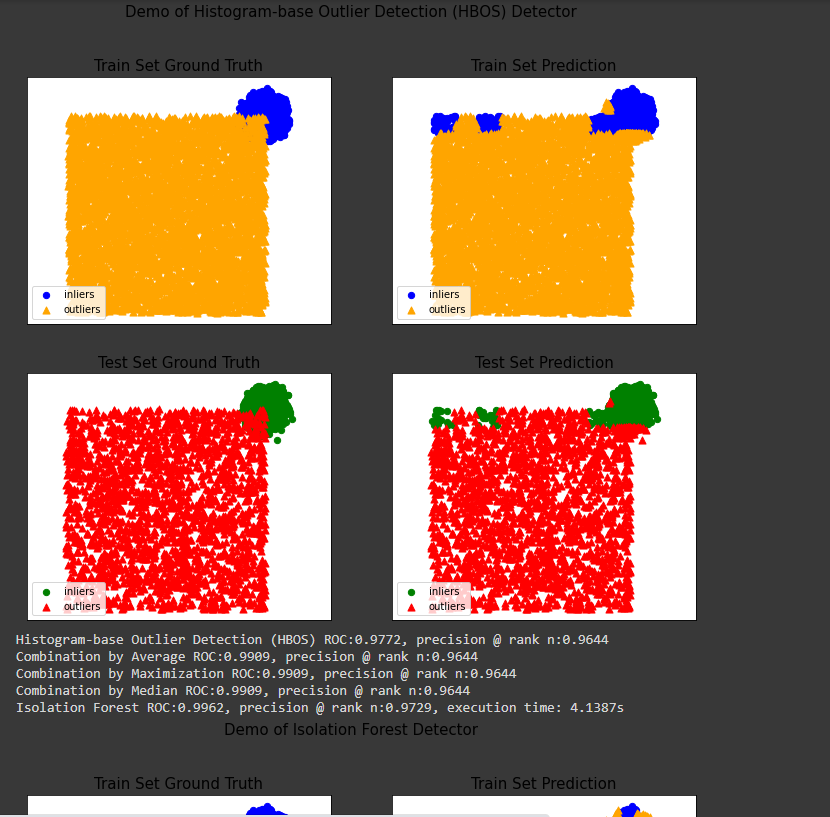 Demo of Histogram-base Outlier Detection (HBOS) Detector
Train Set Ground Truth
Train Set Prediction
inliers
outliers
inliers
outliers
Test Set Ground Truth
Test Set Prediction
inliers
outliers
inliers
outliers
Histogram-base Outlier Detection (HBOS) ROC:0.9772, precision @ rank n:0.9644
Combination by Average ROC:0.9909, precision @ rank n:0.9644
Combination by Maximization ROC:0.9909, precision @ rank n:0.9644
Combination by Median ROC:0.9909, precision @ rank n:0.9644
Isolation Forest ROC:0.9962, precision @ rank n:0.9729, execution time: 4.1387s
Demo of Isolation Forest Detector
Train Set Ground Truth
Train Set Prediction